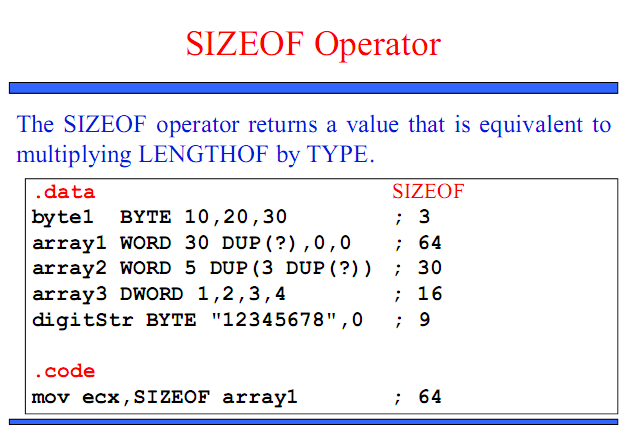 SIZEOF Operator
The SIZEOF operator returns a value that is equivalent to
multiplying LENGTHOF by TYPE.
.data SIZEOF
byte1 BYTE 10,20,30 ; 3
array1 WORD 30 DUP(?),0,0 ; 64
array2 WORD 5 DUP(3 DUP(?)) ; 30
array3 DWORD 1,2,3,4 ; 16
digitStr BYTE "12345678",0 ; 9
.code
mov ecx,SIZEOF array1 ; 64